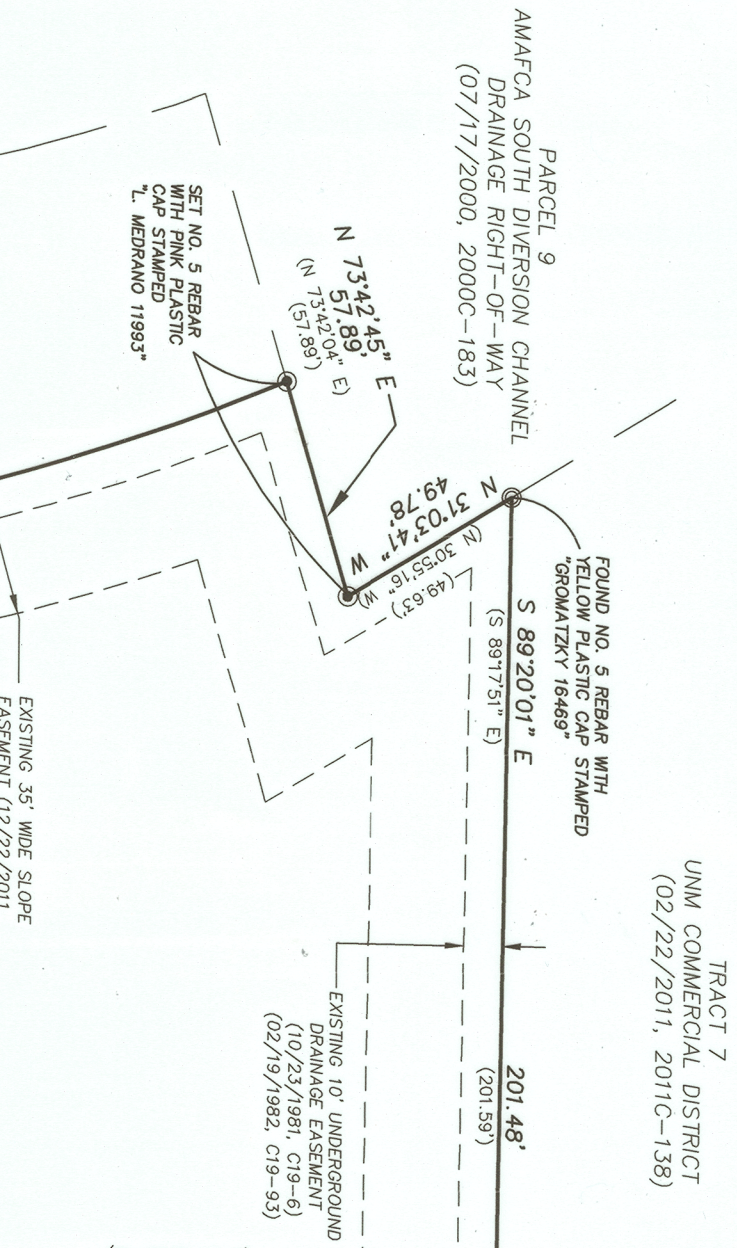 PARCEL 9
AMAFCA SOUTH DIVERSION CHANNEL
DRAINAGE RIGHT-OF-WAY
(07/17/2000, 2000C-183)
TRACT 7
UNM COMMERCIAL DISTRICT
(02/22/2011, 2011C-138)
FOUND NO. 5 REBAR WITH
YELLOW PLASTIC CAP STAMPED
"GROMATZKY 16469"
S 89°20'01" E
(S 89°17'51" E)
201.48'
(201.59')
N 31°03'41" W
49.78'
(N 30°55'16" W)
(49.63')
N 73°42'45" E
57.89'
(N 73°42'04" E)
(57.89')
SET NO. 5 REBAR
WITH PINK PLASTIC
CAP STAMPED
"L. MEDRANO 11993"
EXISTING 10' UNDERGROUND
DRAINAGE EASEMENT
(10/23/1981, C19-6)
(02/19/1982, C19-93)
EXISTING 35' WIDE SLOPE
EASEMENT (12/22/2011